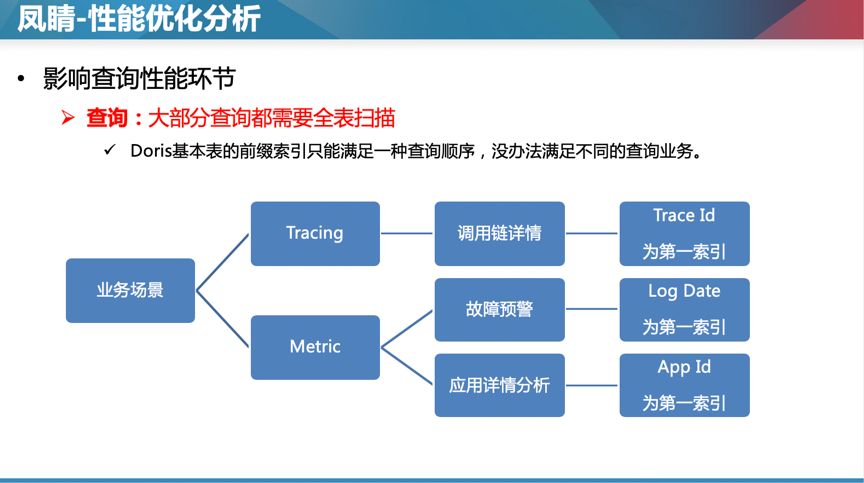 凤睛-性能优化分析
• 影响查询性能环节
➢ 查询：大部分查询都需要全表扫描
✓ Doris基本表的前缀索引只能满足一种查询顺序，没办法满足不同的查询业务。
业务场景
Tracing
调用链详情
Trace Id
为第一索引
Metric
故障预警
Log Date
为第一索引
应用详情分析
App Id
为第一索引